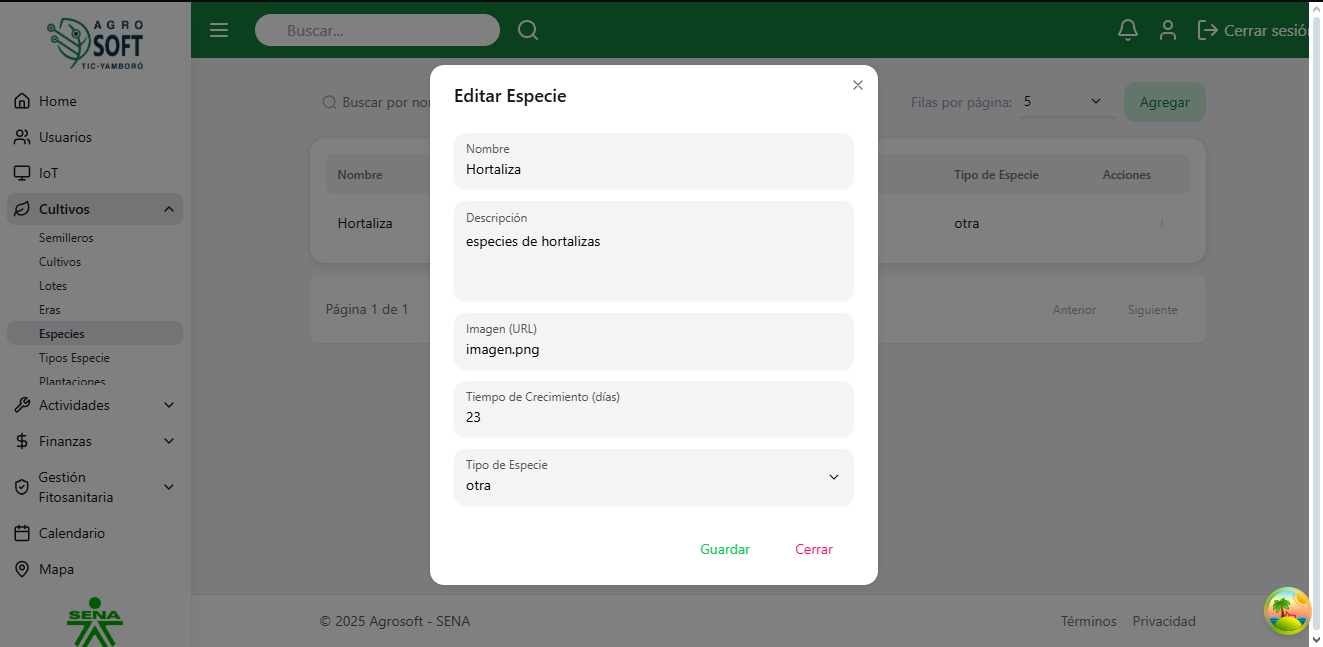 AGRO
SOFT
TIC-YAMBORÓ
Buscar...
Cerrar sesió
Home
Usuarios
IoT
Cultivos
Semilleros
Cultivos
Lotes
Eras
Especies
Tipos Especie
Plantaciones
Actividades
Finanzas
Gestión
Fitosanitaria
Calendario
Mapa
SENA
Buscar por nor
Filas por página: 5
Agregar
Nombre
Tipo de Especie
Acciones
Hortaliza
otra
Página 1 de 1
Anterior
Siguiente
Editar Especie
Nombre
Hortaliza
Descripción
especies de hortalizas
Imagen (URL)
imagen.png
Tiempo de Crecimiento (días)
23
Tipo de Especie
otra
Guardar
Cerrar
© 2025 Agrosoft - SENA
Términos
Privacidad